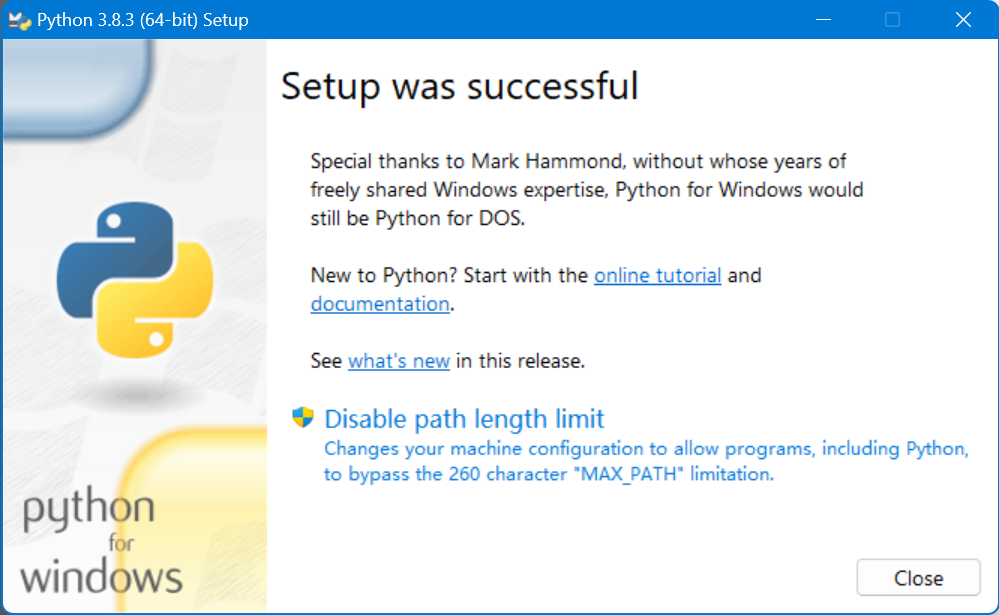 Python 3.8.3 (64-bit) Setup
Setup was successful
Special thanks to Mark Hammond, without whose years of
freely shared Windows expertise, Python for Windows would
still be Python for DOS.
New to Python? Start with the online tutorial and
documentation.
See what's new in this release.
Disable path length limit
Changes your machine configuration to allow programs, including Python,
to bypass the 260 character "MAX_PATH" limitation.
python
for
windows
Close